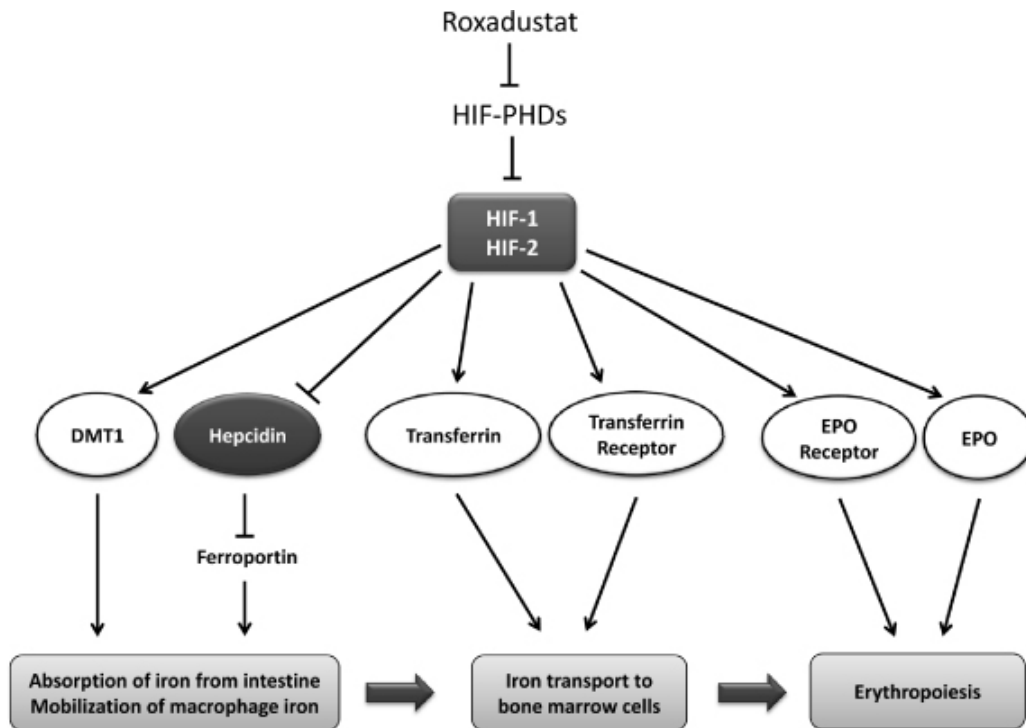 Roxadustat
HIF-PHDs
HIF-1
HIF-2
DMT1
Hepcidin
Transferrin
Transferrin
Receptor
EPO
Receptor
EPO
Ferroportin
Absorption of iron from intestine
Mobilization of macrophage iron
Iron transport to
bone marrow cells
Erythropoiesis